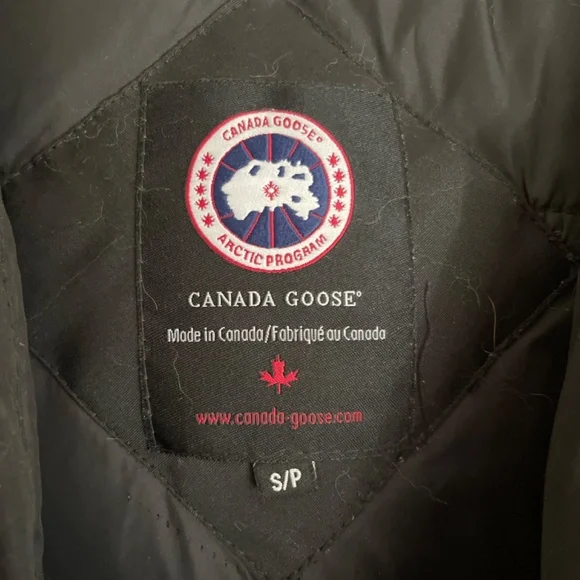 CANADA GOOSE®
ARCTIC PROGRAM
CANADA GOOSE®
Made in Canada/Fabriqué au Canada
www.canada-goose.com
S/P